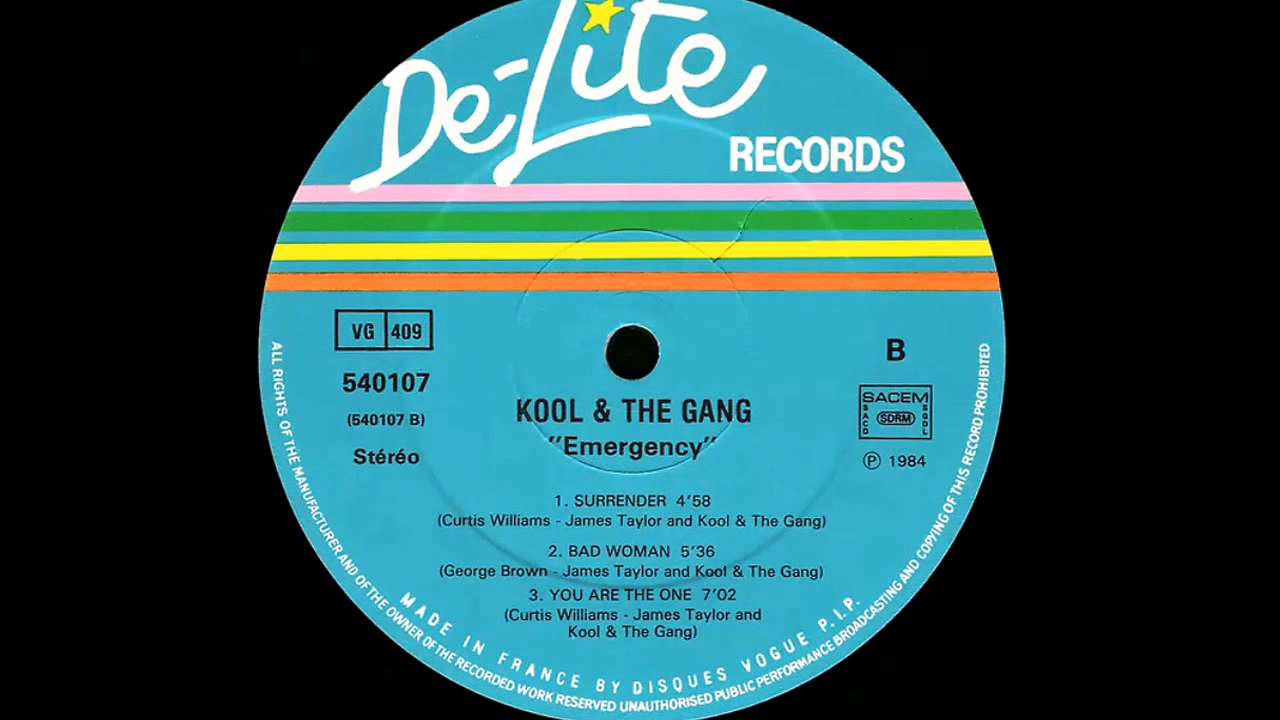 De-Lite
RECORDS
VG 409
540107
(540107 B)
Stéréo
B
SACEM
SACD SDRM SGDL
Ⓟ 1984
KOOL & THE GANG
"Emergency"
1. SURRENDER 4'58
(Curtis Williams - James Taylor and Kool & The Gang)
2. BAD WOMAN 5'36
(George Brown - James Taylor and Kool & The Gang)
3. YOU ARE THE ONE 7'02
(Curtis Williams - James Taylor and
Kool & The Gang)
MADE IN FRANCE BY DISQUES VOGUE P.I.P.
ALL RIGHTS OF THE MANUFACTURER AND OF THE OWNER OF THE RECORDED WORK RESERVED UNAUTHORISED PUBLIC PERFORMANCE BROADCASTING AND COPYING OF THIS RECORD PROHIBITED